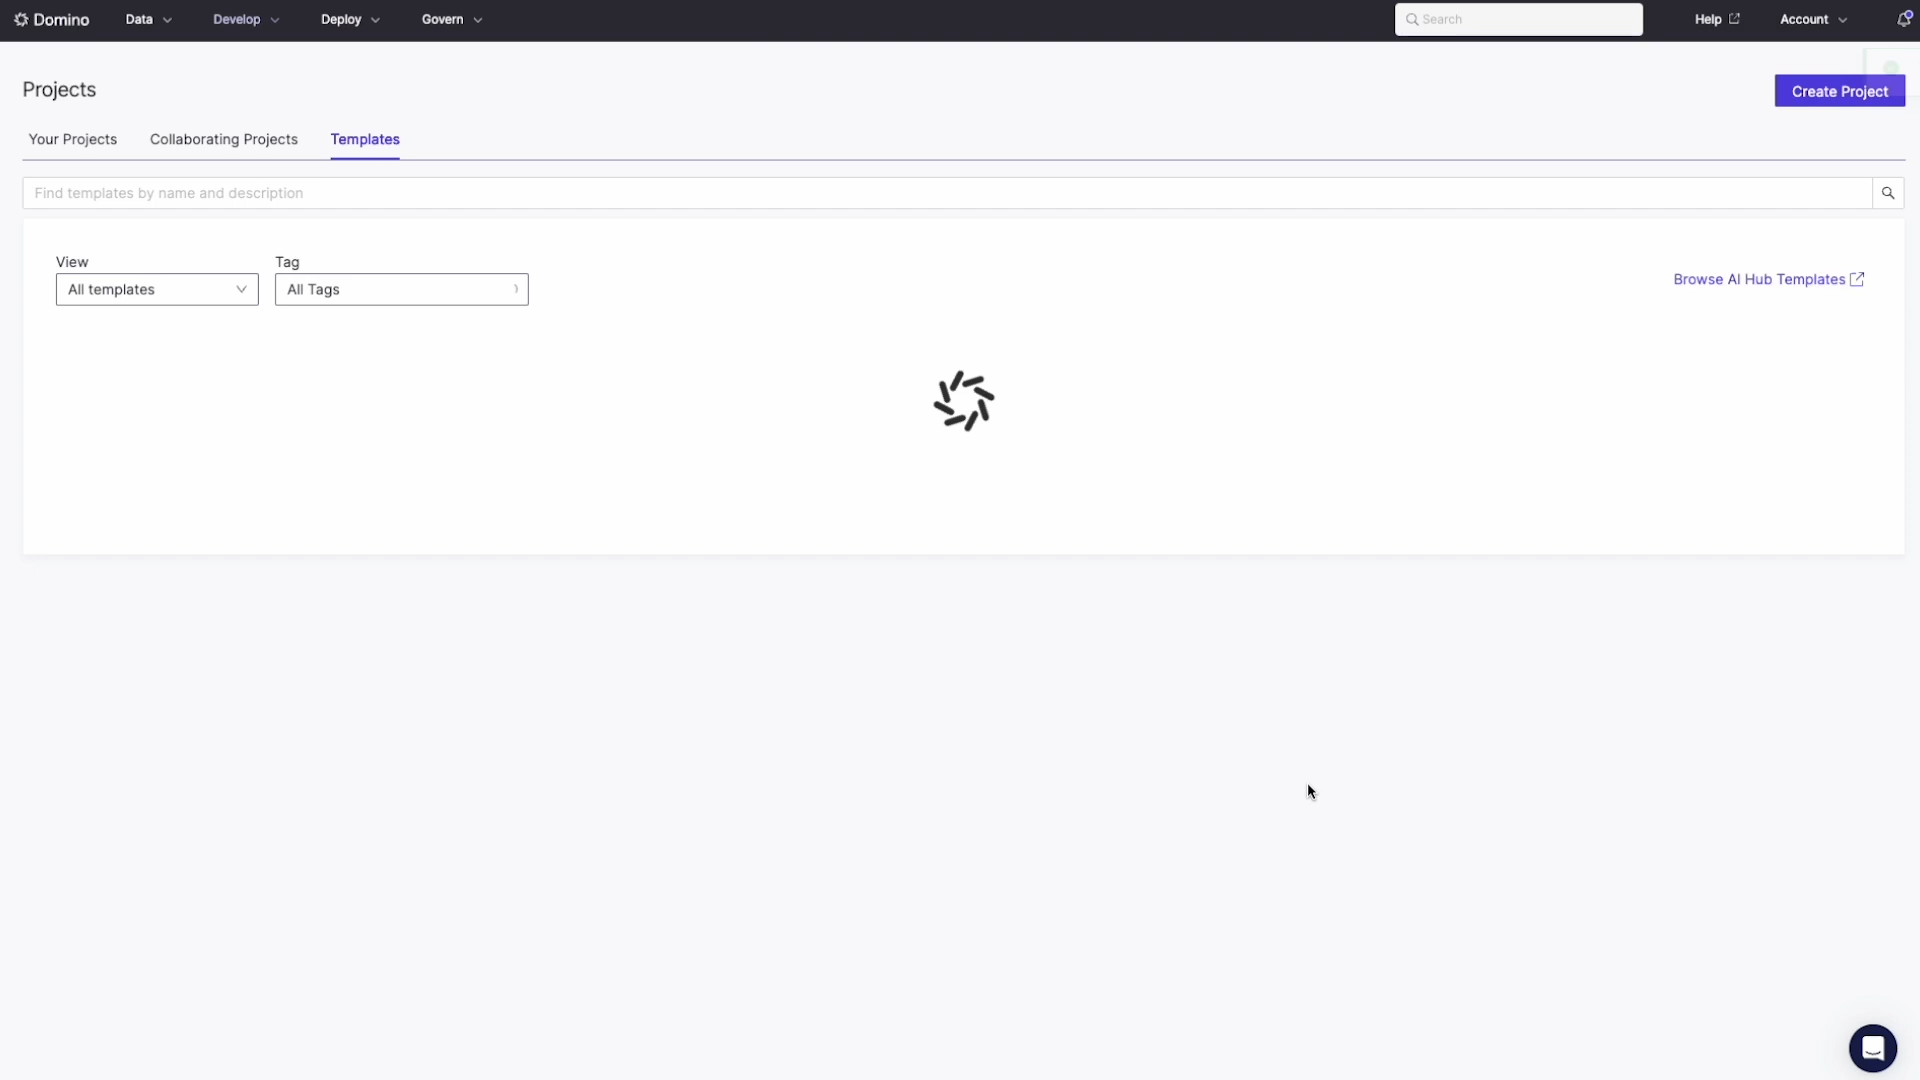 Domino Data Develop Deploy Govern Search Help Account
Projects
Create Project
Your Projects Collaborating Projects Templates
Find templates by name and description
View Tag
All templates All Tags Browse AI Hub Templates